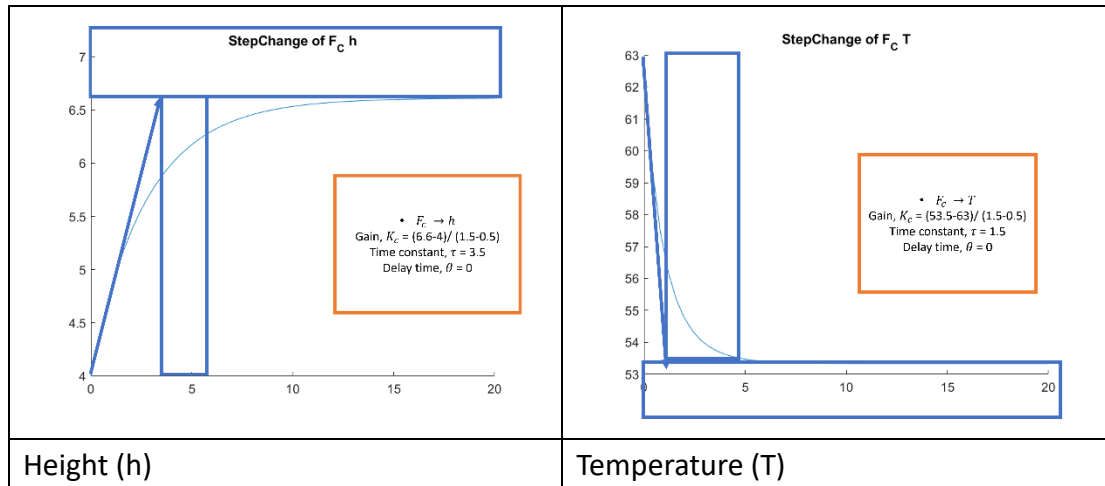 StepChange of F_C h
7
6.5
6
5.5
5
4.5
4
0
5
10
15
20
• F_c → h
Gain, K_c = (6.6-4)/ (1.5-0.5)
Time constant, τ = 3.5
Delay time, θ = 0
StepChange of F_C T
63
62
61
60
59
58
57
56
55
54
53
0
5
10
15
20
• F_c → T
Gain, K_c = (53.5-63)/ (1.5-0.5)
Time constant, τ = 1.5
Delay time, θ = 0
Height (h)
Temperature (T)